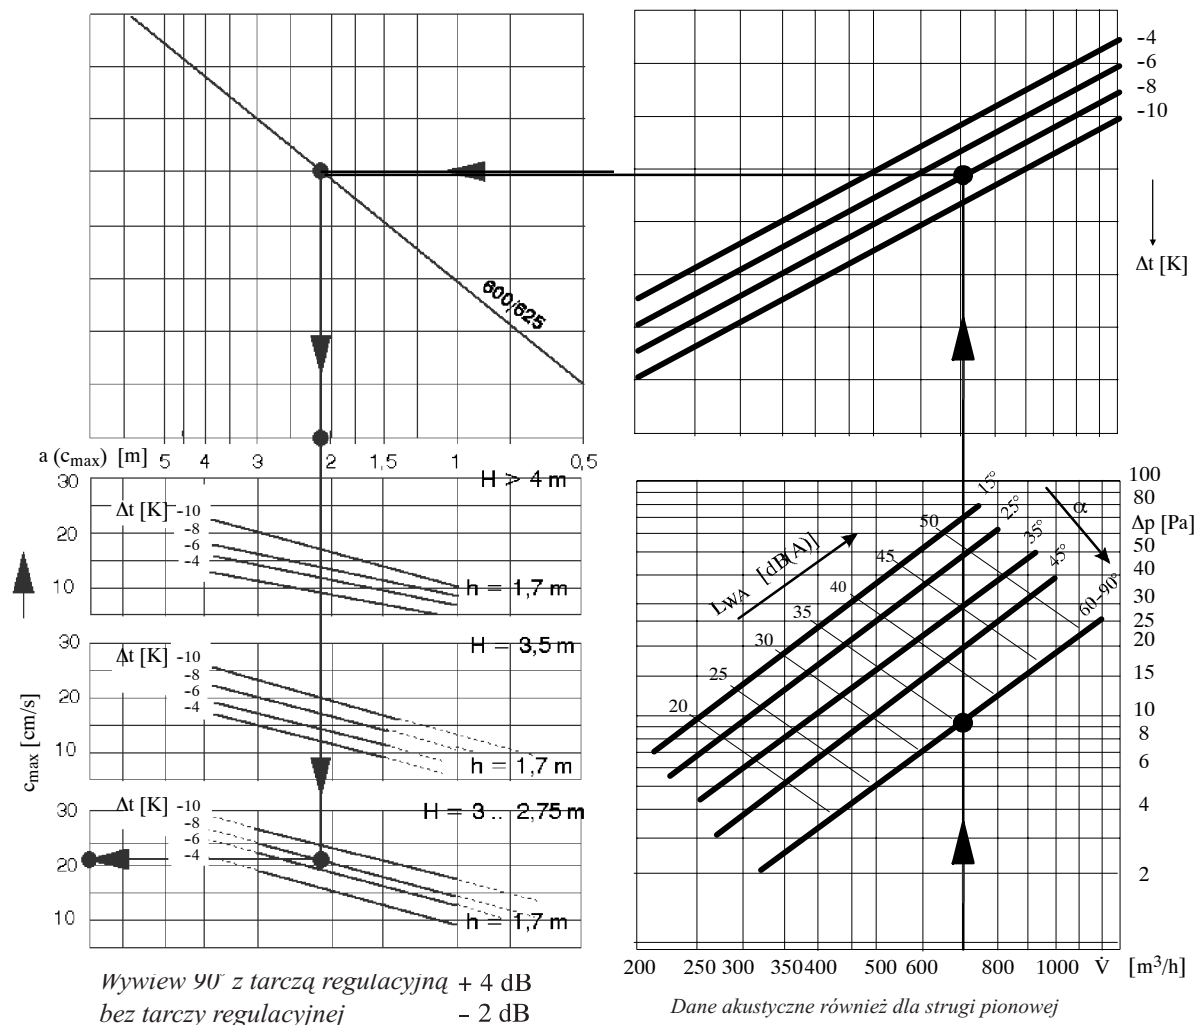 -4
-6
-8
-10
Δt [K]
600/625
a (cmax) [m] 5 4 3 2 1,5 1 0,5
H > 4 m
30
Δt [K] -10
-8
20
-6
-4
10
h = 1,7 m
H = 3,5 m
30
Δt [K] -10
-8
20
-6
-4
10
h = 1,7 m
cmax [cm/s]
H = 3 .. 2,75 m
30
Δt [K] -10
-8
-6
20
-4
10
h = 1,7 m
LWA [dB(A)]
20 25 30 35 40 45 50
15° 25° 35° 45° 60-90°
α
100
80
Δp [Pa]
50
40
30
25
20
15
10
8
6
4
2
200 250 300 350 400 500 600 800 1000 V̇ [m³/h]
Wywiew 90° z tarczą regulacyjną + 4 dB
bez tarczy regulacyjnej - 2 dB
Dane akustyczne również dla strugi pionowej